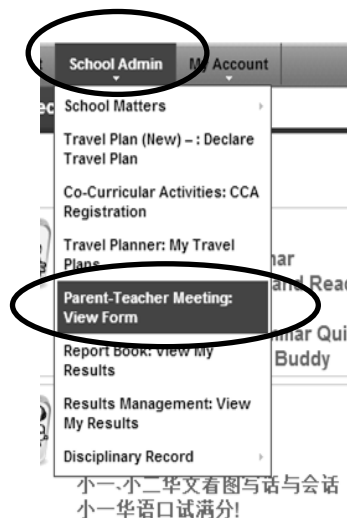 School Admin
My Account
School Matters
Travel Plan (New) – : Declare
Travel Plan
Co-Curricular Activities: CCA
Registration
Travel Planner: My Travel
Plans
Parent-Teacher Meeting:
View Form
and Read
Report Book: View My
Results
Buddy
Results Management: View
My Results
Disciplinary Record
小一、小二华文看图写话与会话
小一华语口试满分!